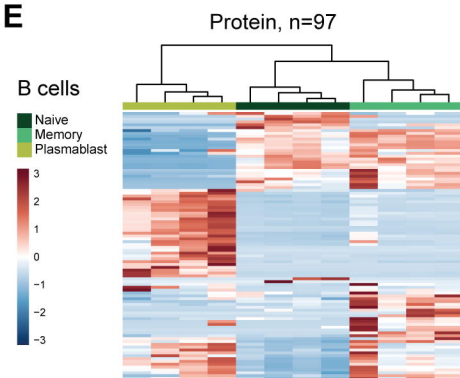 E
Protein, n=97
B cells
Naive
Memory
Plasmablast
3
2
1
0
−1
−2
−3